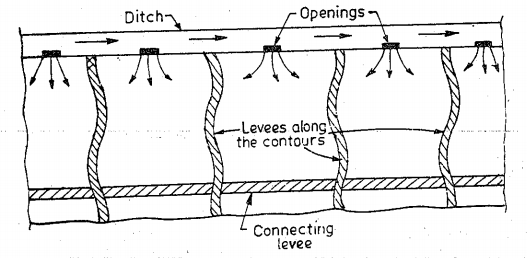 Ditch
Openings
Levees along
the contours
Connecting
levee